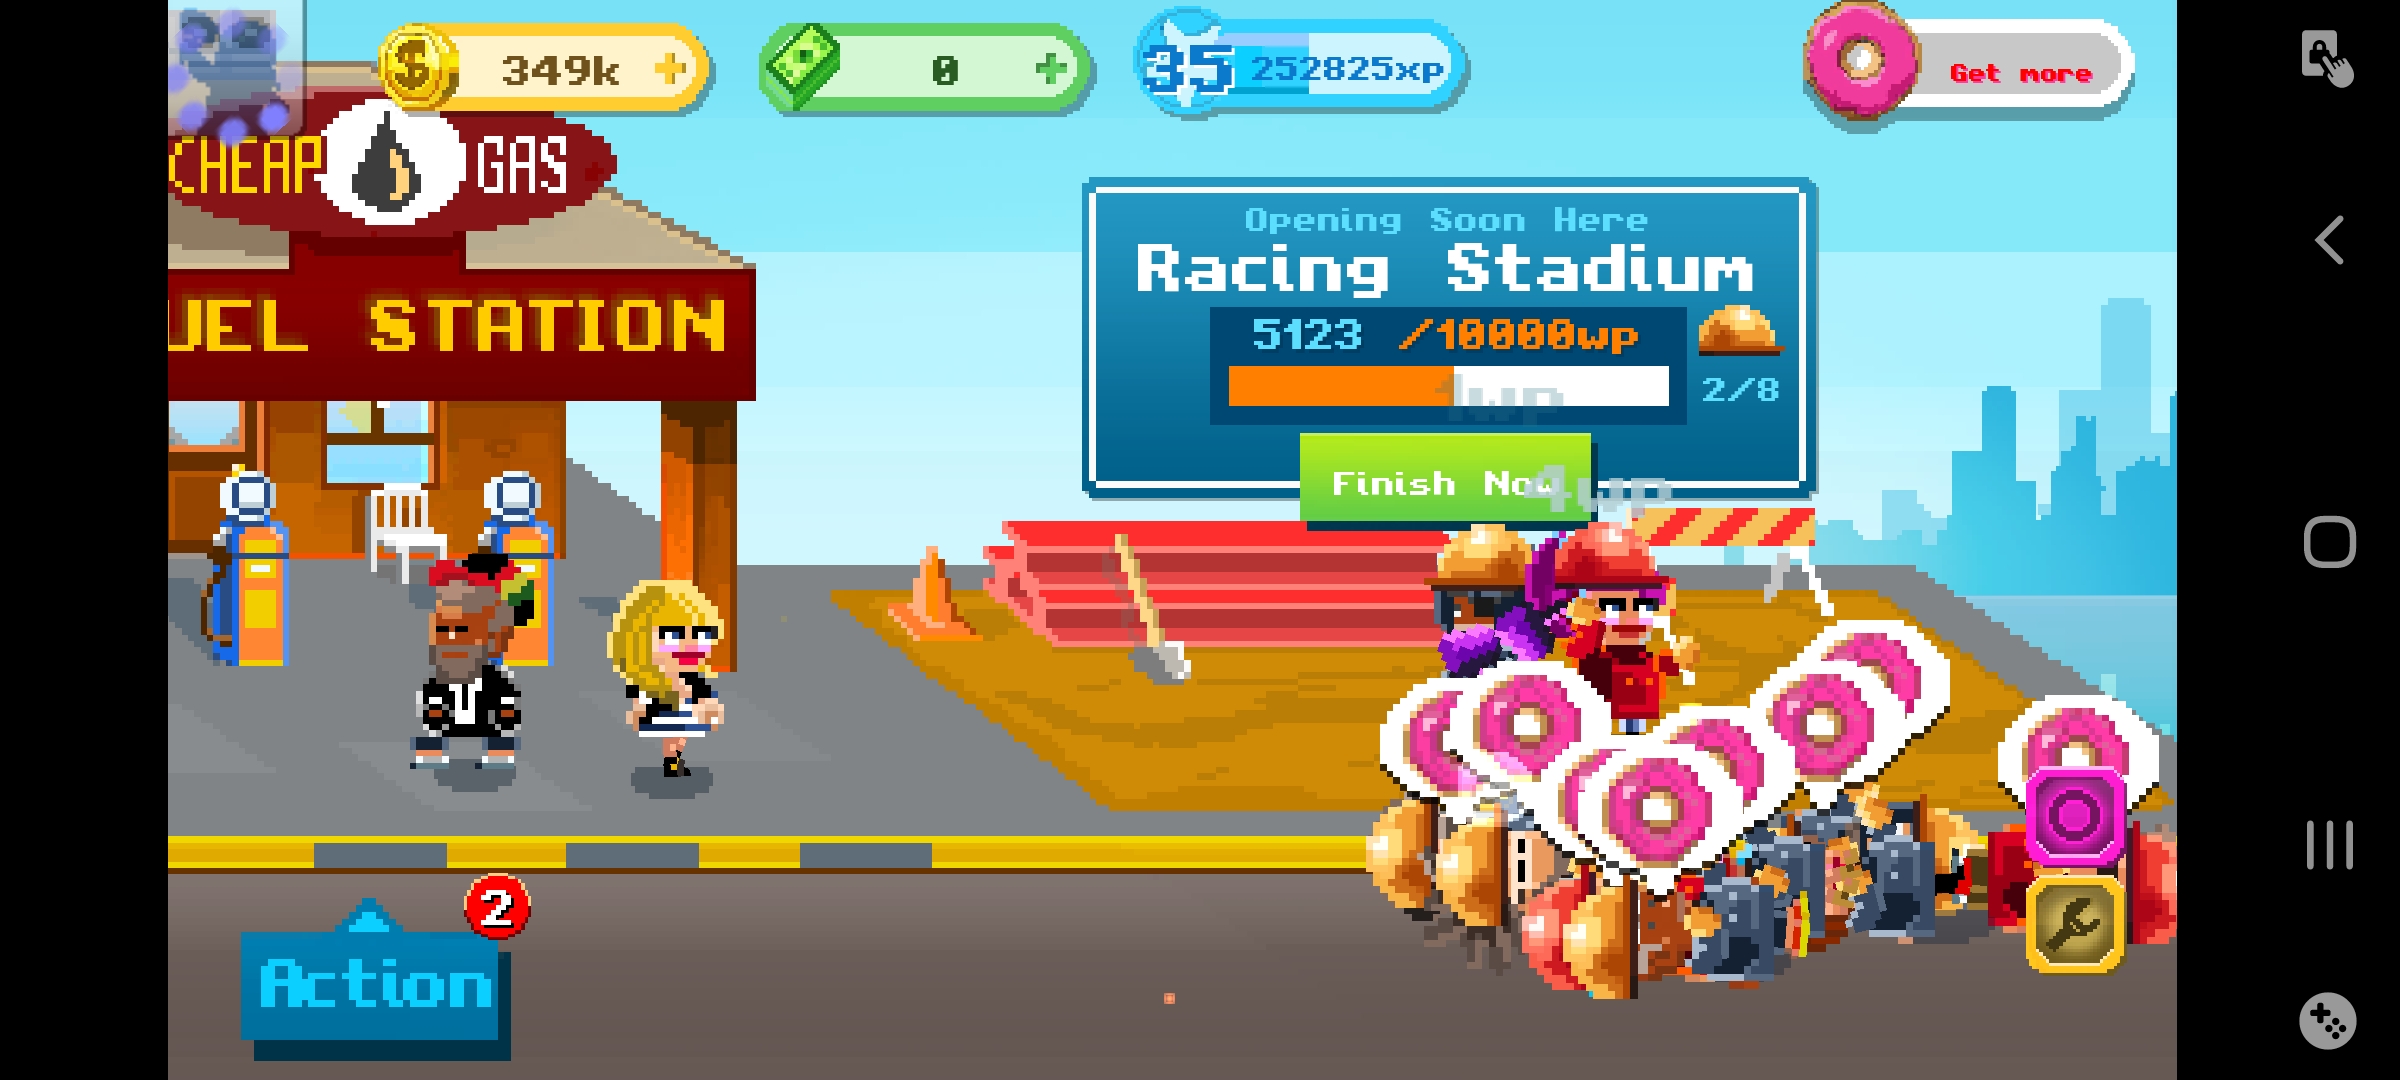 349k
0
35 252825xp
Get more
CHEAP GAS
UEL STATION
Opening Soon Here
Racing Stadium
5123 /10000wp
2/8
1wp
Finish Now
4wp
2
Action